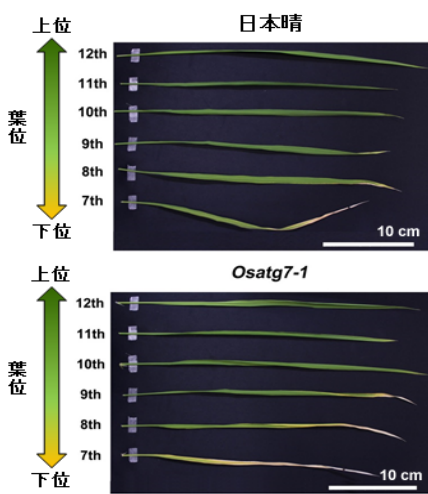 日本晴
上位
葉位
下位
12th
11th
10th
9th
8th
7th
10 cm
Osatg7-1
上位
葉位
下位
12th
11th
10th
9th
8th
7th
10 cm